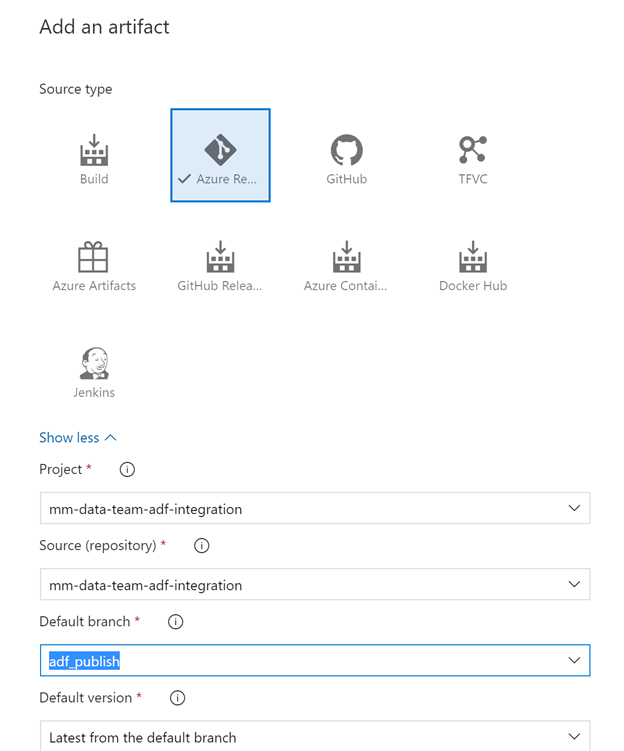 Add an artifact
Source type
Build
Azure Re...
GitHub
TFVC
Azure Artifacts
GitHub Relea...
Azure Contai...
Docker Hub
Jenkins
Show less
Project *
mm-data-team-adf-integration
Source (repository) *
mm-data-team-adf-integration
Default branch *
adf_publish
Default version *
Latest from the default branch